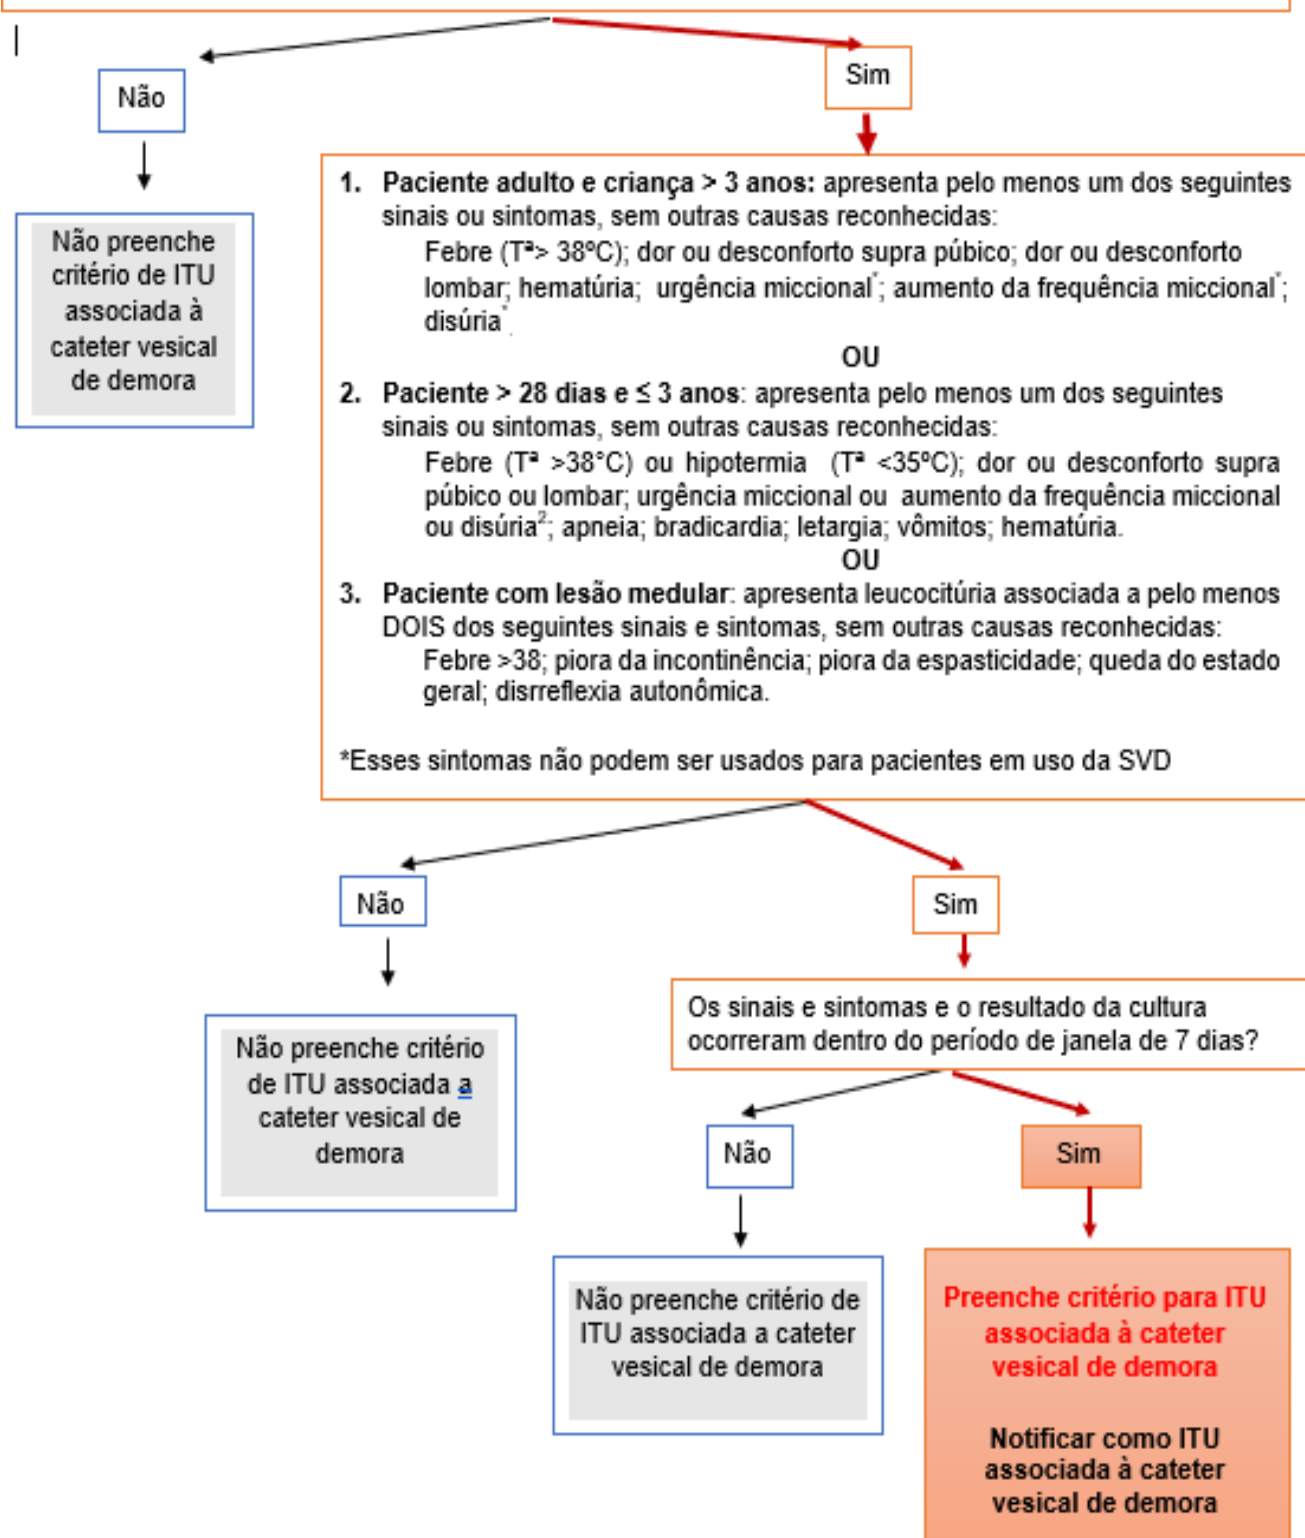 Não
Sim
Não preenche
critério de ITU
associada à
cateter vesical
de demora
1. Paciente adulto e criança > 3 anos: apresenta pelo menos um dos seguintes
sinais ou sintomas, sem outras causas reconhecidas:
Febre (Tª> 38ºC); dor ou desconforto supra púbico; dor ou desconforto
lombar; hematúria; urgência miccional*; aumento da frequência miccional*;
disúria*.
OU
2. Paciente > 28 dias e ≤ 3 anos: apresenta pelo menos um dos seguintes
sinais ou sintomas, sem outras causas reconhecidas:
Febre (Tª >38°C) ou hipotermia (Tª <35ºC); dor ou desconforto supra
púbico ou lombar; urgência miccional ou aumento da frequência miccional
ou disúria²; apneia; bradicardia; letargia; vômitos; hematúria.
OU
3. Paciente com lesão medular: apresenta leucocitúria associada a pelo menos
DOIS dos seguintes sinais e sintomas, sem outras causas reconhecidas:
Febre >38; piora da incontinência; piora da espasticidade; queda do estado
geral; disrreflexia autonômica.
*Esses sintomas não podem ser usados para pacientes em uso da SVD
Não
Sim
Não preenche critério
de ITU associada a
cateter vesical de
demora
Os sinais e sintomas e o resultado da cultura
ocorreram dentro do período de janela de 7 dias?
Não
Sim
Não preenche critério de
ITU associada a cateter
vesical de demora
Preenche critério para ITU
associada à cateter
vesical de demora
Notificar como ITU
associada à cateter
vesical de demora